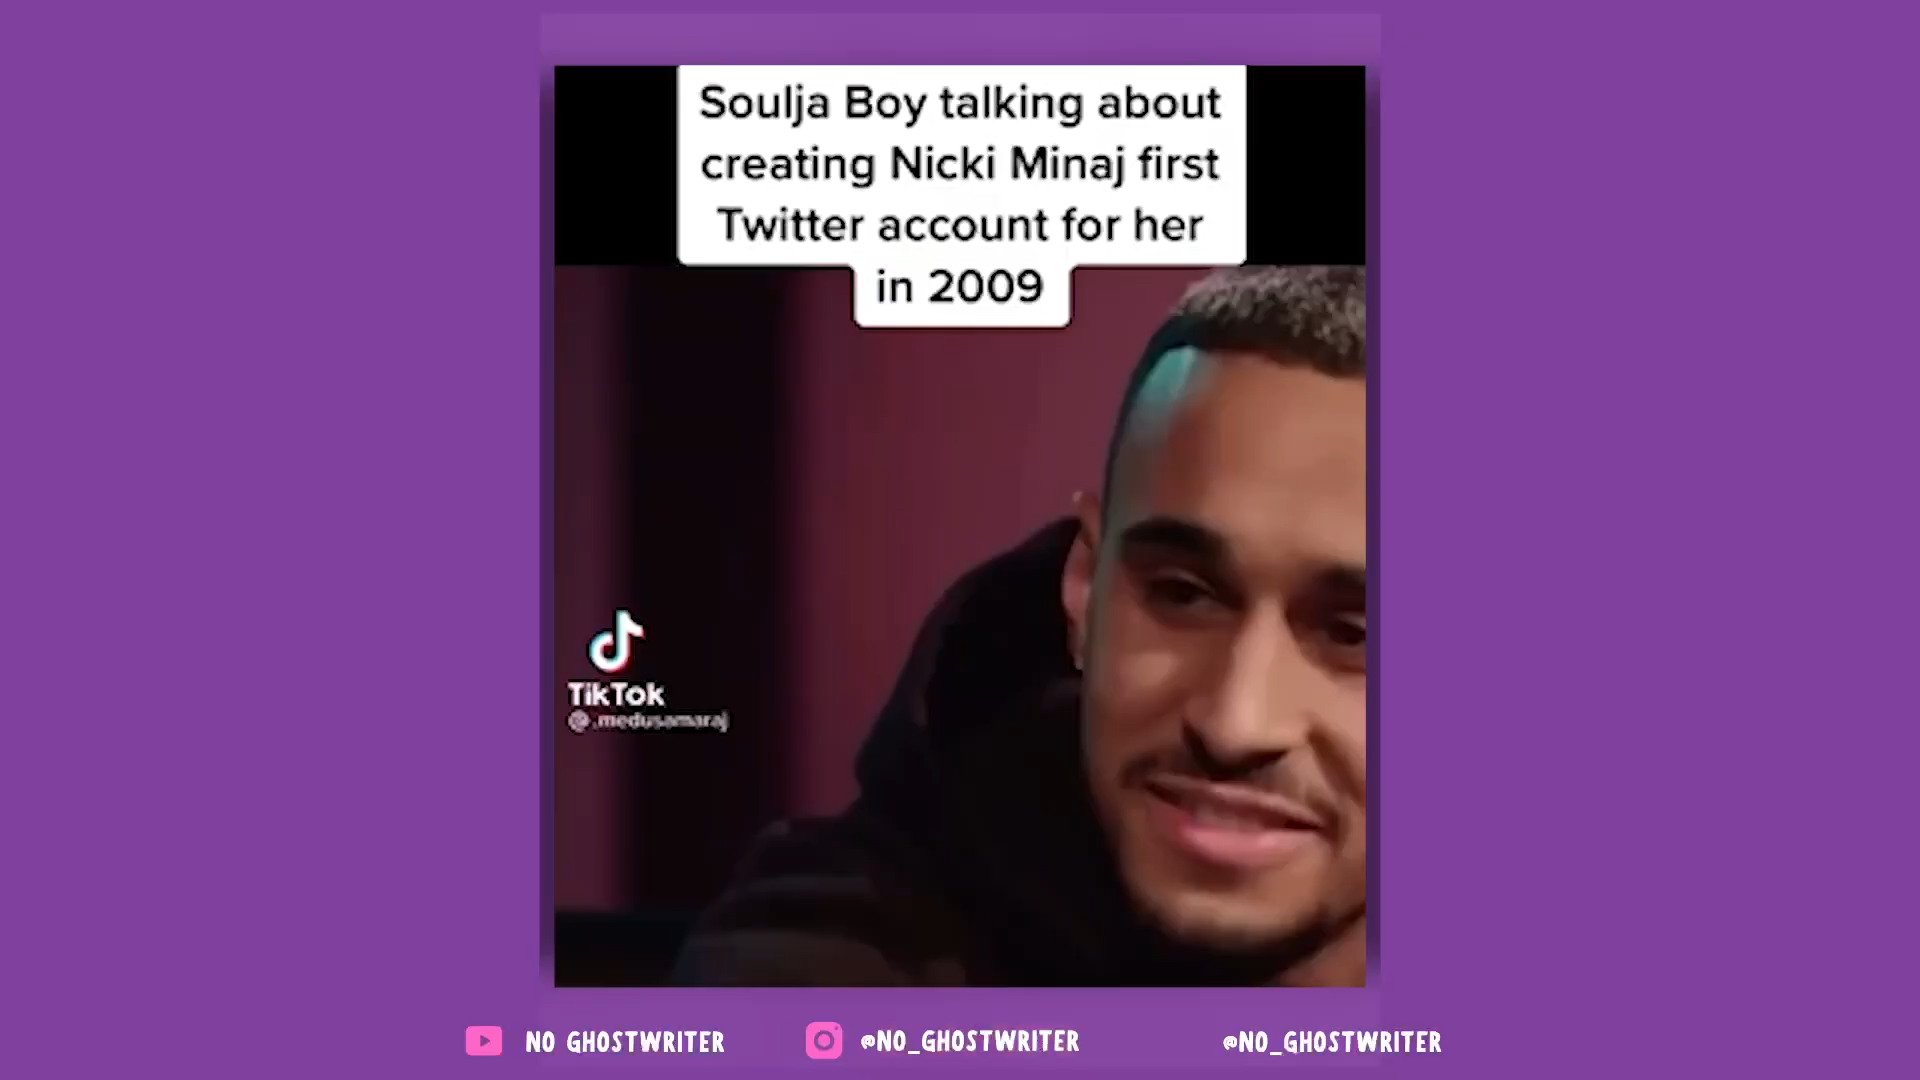 Soulja Boy talking about
creating Nicki Minaj first
Twitter account for her
in 2009
TikTok
@.medusamaraj
NO GHOSTWRITER
@NO_GHOSTWRITER
@NO_GHOSTWRITER